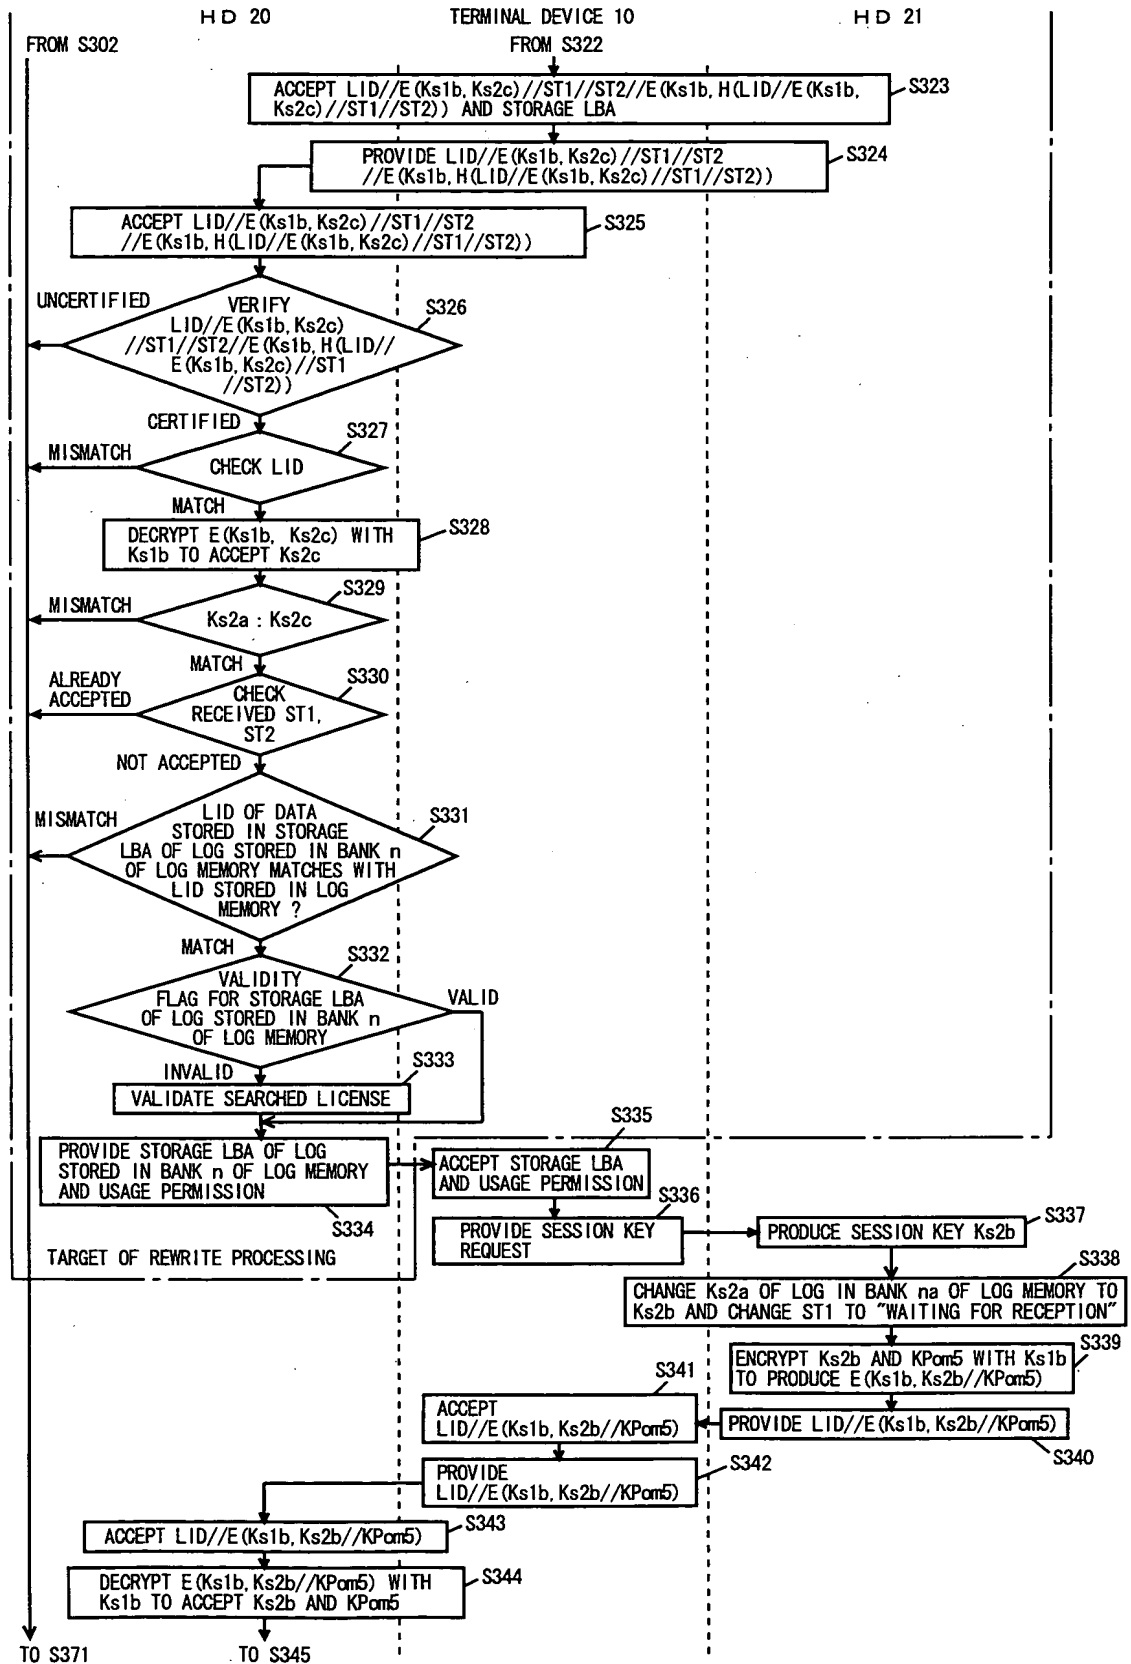 HD 20
TERMINAL DEVICE 10
HD 21
FROM S302
FROM S322
ACCEPT LID//E(Ks1b, Ks2c)//ST1//ST2//E(Ks1b, H(LID//E(Ks1b,
Ks2c)//ST1//ST2)) AND STORAGE LBA
S323
PROVIDE LID//E(Ks1b, Ks2c)//ST1//ST2
//E(Ks1b, H(LID//E(Ks1b, Ks2c)//ST1//ST2))
S324
ACCEPT LID//E(Ks1b, Ks2c)//ST1//ST2
//E(Ks1b, H(LID//E(Ks1b, Ks2c)//ST1//ST2))
S325
UNCERTIFIED
VERIFY
LID//E(Ks1b, Ks2c)
//ST1//ST2//E(Ks1b, H(LID//
E(Ks1b, Ks2c)//ST1
//ST2))
S326
CERTIFIED
S327
MISMATCH
CHECK LID
MATCH
DECRYPT E(Ks1b, Ks2c) WITH
Ks1b TO ACCEPT Ks2c
S328
S329
MISMATCH
Ks2a : Ks2c
MATCH
S330
ALREADY
ACCEPTED
CHECK
RECEIVED ST1,
ST2
NOT ACCEPTED
MISMATCH
LID OF DATA
STORED IN STORAGE
LBA OF LOG STORED IN BANK n
OF LOG MEMORY MATCHES WITH
LID STORED IN LOG
MEMORY ?
S331
MATCH
S332
VALIDITY
FLAG FOR STORAGE LBA
OF LOG STORED IN BANK n
OF LOG MEMORY
VALID
INVALID
S333
VALIDATE SEARCHED LICENSE
PROVIDE STORAGE LBA OF LOG
STORED IN BANK n OF LOG MEMORY
AND USAGE PERMISSION
S334
S335
ACCEPT STORAGE LBA
AND USAGE PERMISSION
S336
PROVIDE SESSION KEY
REQUEST
PRODUCE SESSION KEY Ks2b
S337
TARGET OF REWRITE PROCESSING
S338
CHANGE Ks2a OF LOG IN BANK na OF LOG MEMORY TO
Ks2b AND CHANGE ST1 TO "WAITING FOR RECEPTION"
S339
ENCRYPT Ks2b AND KPom5 WITH Ks1b
TO PRODUCE E(Ks1b, Ks2b//KPom5)
S341
ACCEPT
LID//E(Ks1b, Ks2b//KPom5)
PROVIDE LID//E(Ks1b, Ks2b//KPom5)
S340
PROVIDE
LID//E(Ks1b, Ks2b//KPom5)
S342
ACCEPT LID//E(Ks1b, Ks2b//KPom5)
S343
DECRYPT E(Ks1b, Ks2b//KPom5) WITH
Ks1b TO ACCEPT Ks2b AND KPom5
S344
TO S371
TO S345